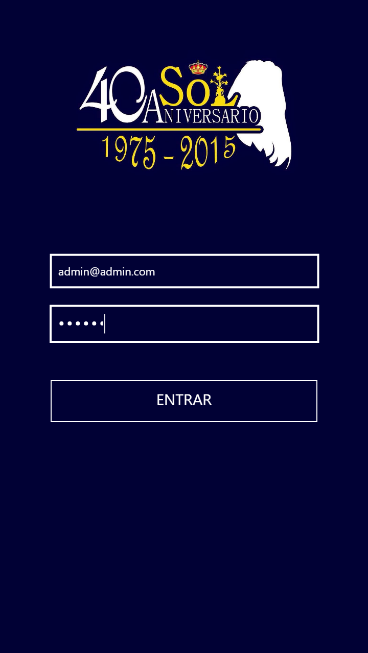 40 ANIVERSARIO SOL
1975 - 2015
admin@admin.com
••••••
ENTRAR